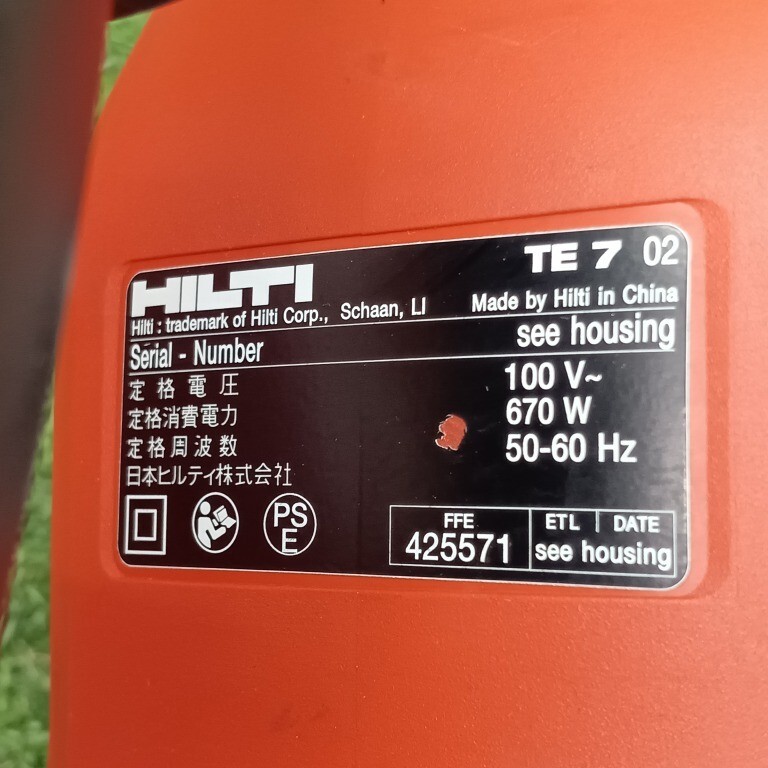 HILTI TE 7 02
Hilti : trademark of Hilti Corp., Schaan, LI Made by Hilti in China
Serial - Number see housing
定格電圧 100 V~
定格消費電力 670 W
定格周波数 50-60 Hz
日本ヒルティ株式会社
PS
E
FFE ETL | DATE
425571 see housing